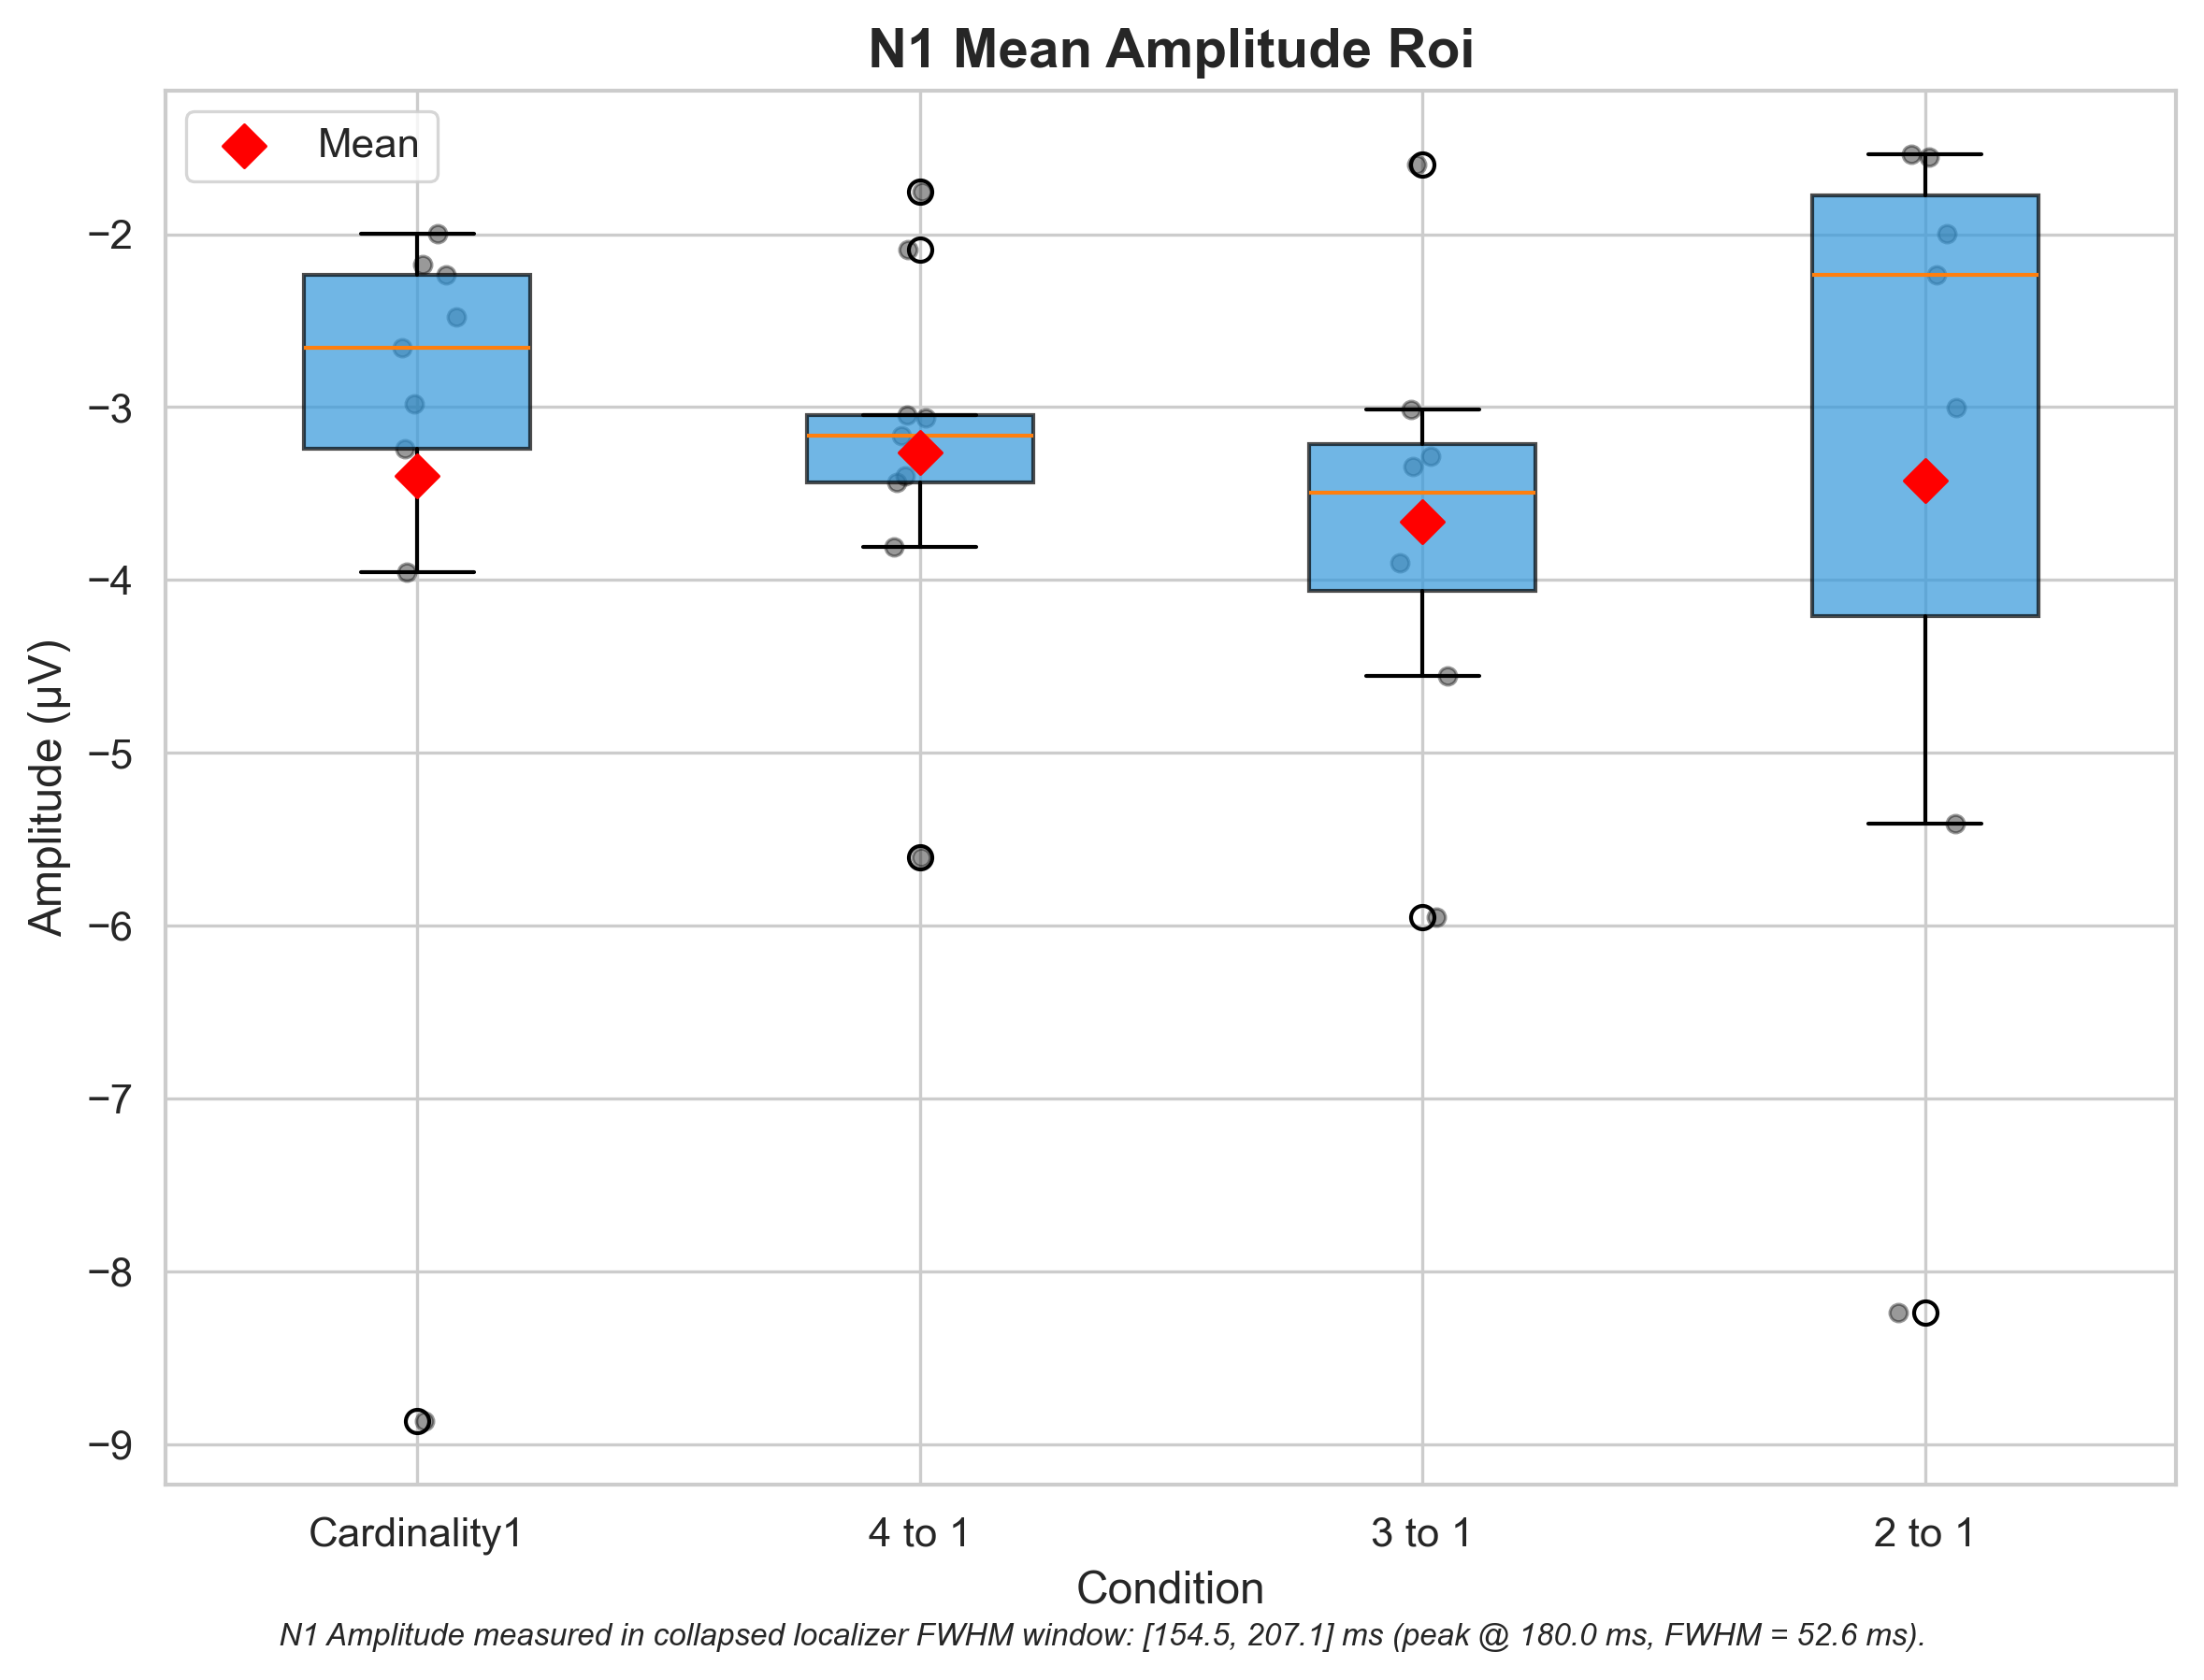 N1 Mean Amplitude Roi
Mean
−2
−3
−4
−5
−6
−7
−8
−9
Amplitude (µV)
Cardinality1 4 to 1 3 to 1 2 to 1
Condition
N1 Amplitude measured in collapsed localizer FWHM window: [154.5, 207.1] ms (peak @ 180.0 ms, FWHM = 52.6 ms).